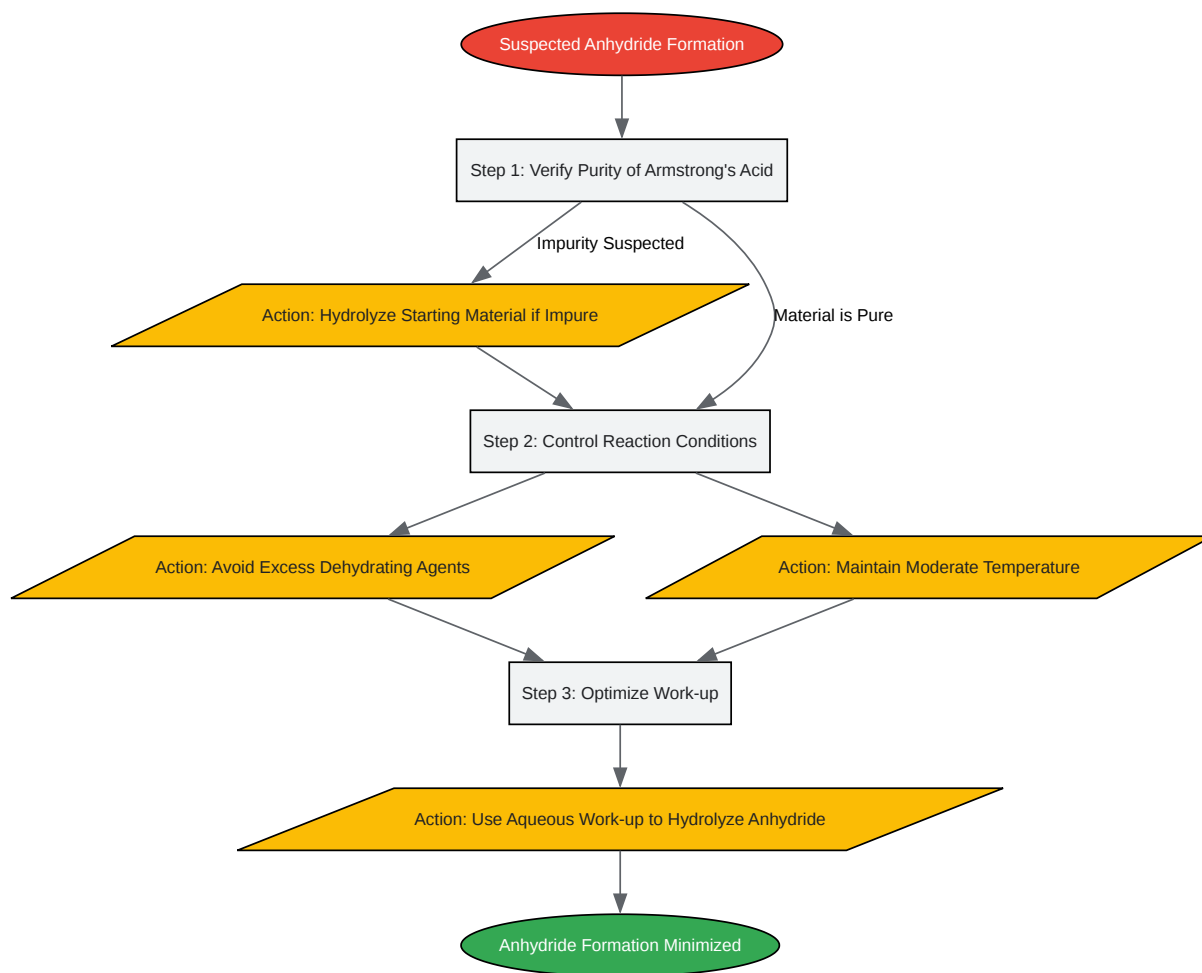 Suspected Anhydride Formation
Step 1: Verify Purity of Armstrong's Acid
Impurity Suspected
Action: Hydrolyze Starting Material if Impure
Material is Pure
Step 2: Control Reaction Conditions
Action: Avoid Excess Dehydrating Agents
Action: Maintain Moderate Temperature
Step 3: Optimize Work-up
Action: Use Aqueous Work-up to Hydrolyze Anhydride
Anhydride Formation Minimized